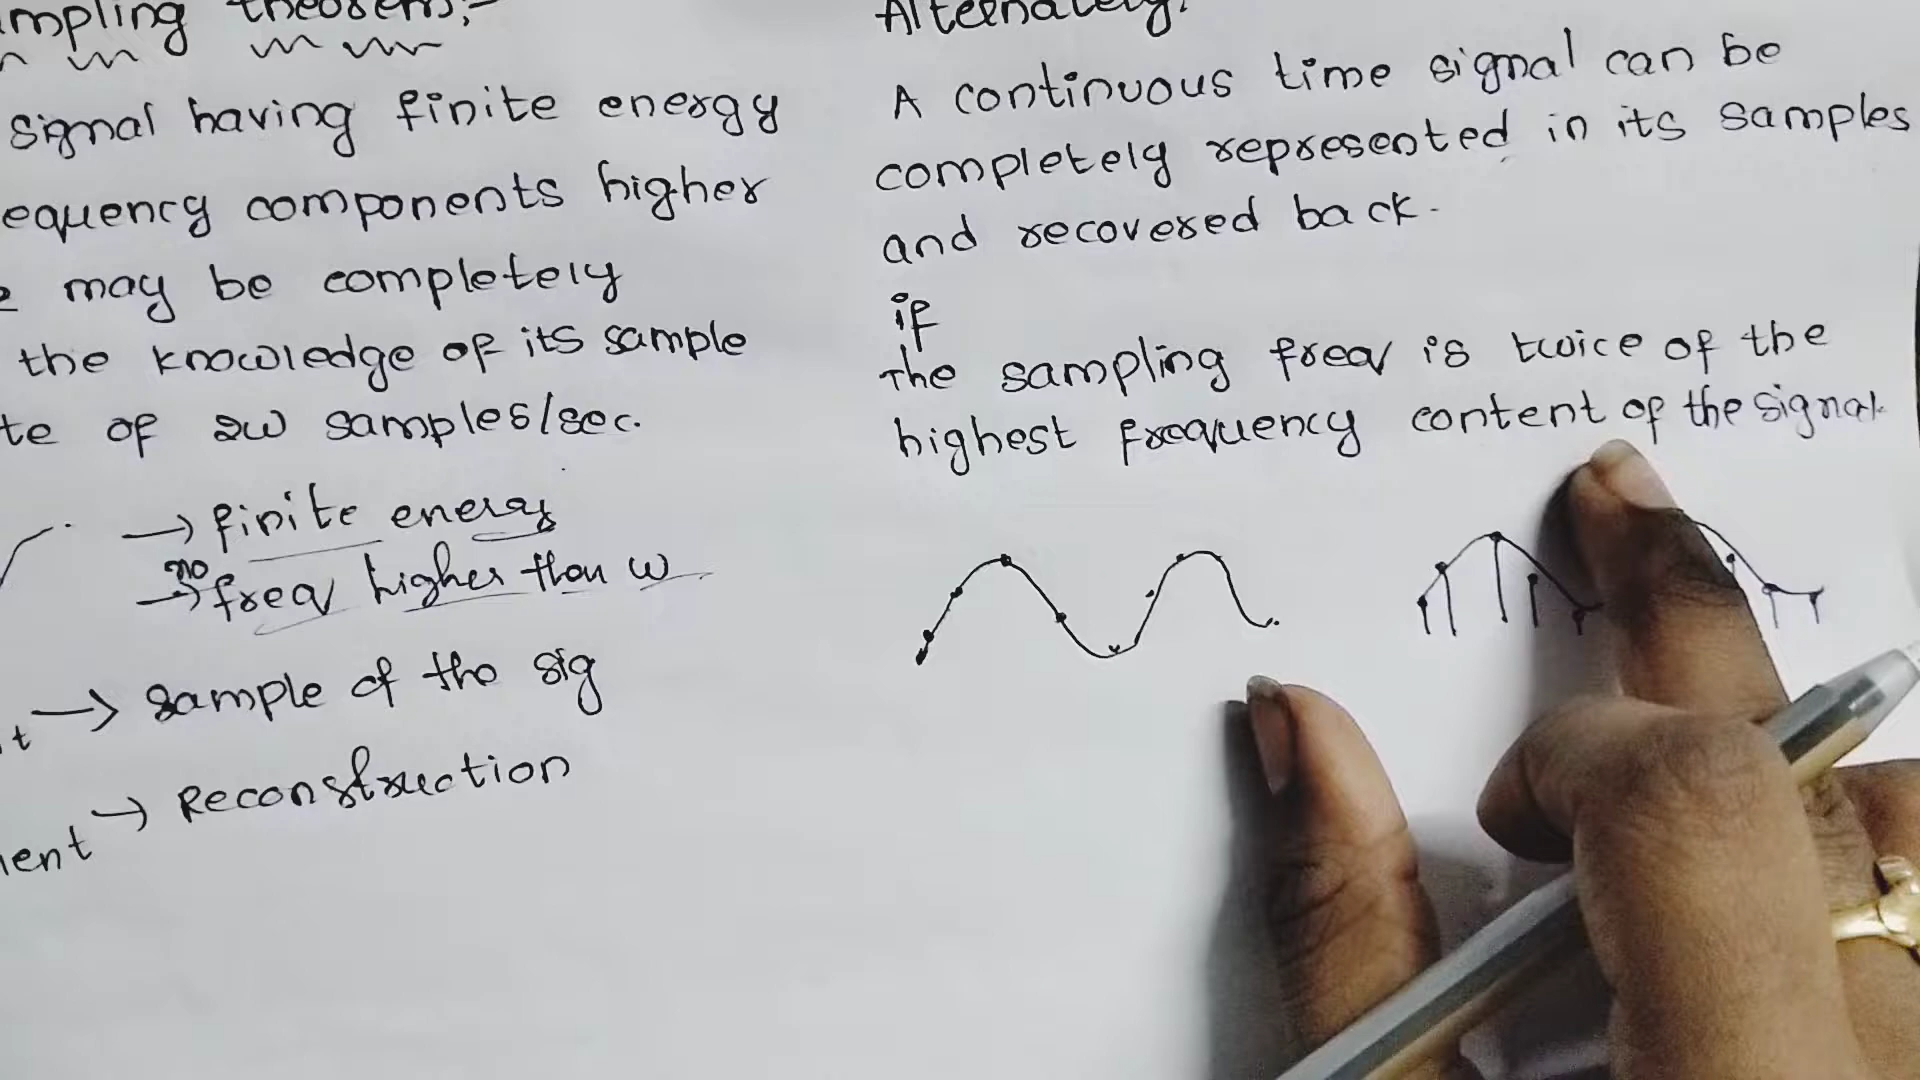 mpling theorem:-
signal having finite energy
equency components higher
may be completely
the knowledge of its sample
te of 2w samples/sec.
→ finite energy
no
→ freq higher than w
t → sample of the sig
ient → Reconstruction
Alternately:
A continuous time signal can be
completely represented in its samples
and recovered back.
if
The sampling freq is twice of the
highest frequency content of the signal.